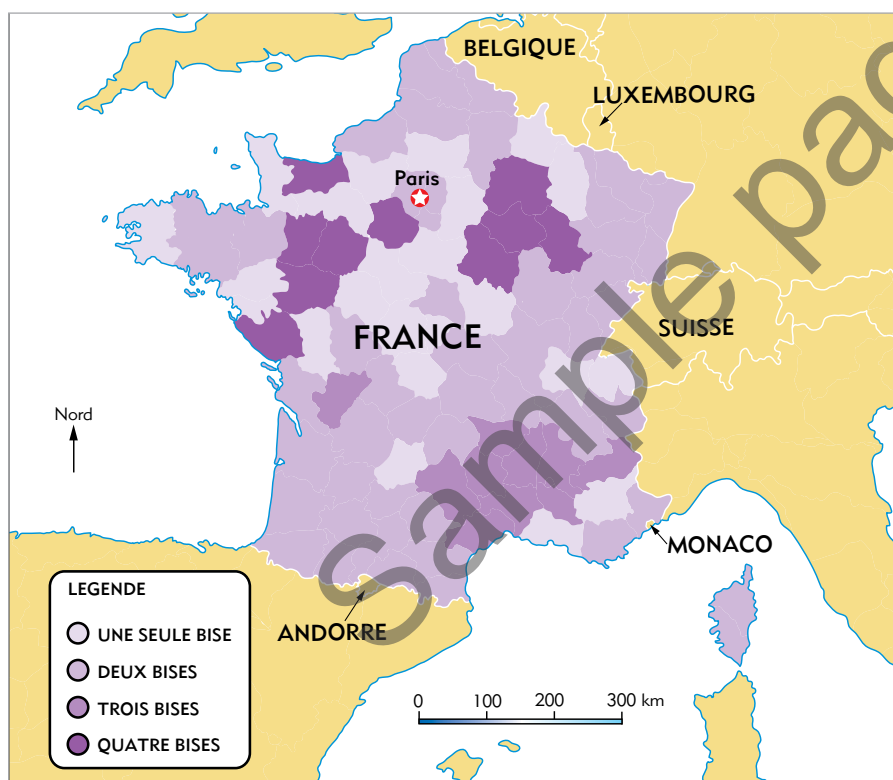 BELGIQUE
LUXEMBOURG
Paris
FRANCE
SUISSE
Nord
MONACO
ANDORRE
LEGENDE
UNE SEULE BISE
DEUX BISES
TROIS BISES
QUATRE BISES
0 100 200 300 km
Sample